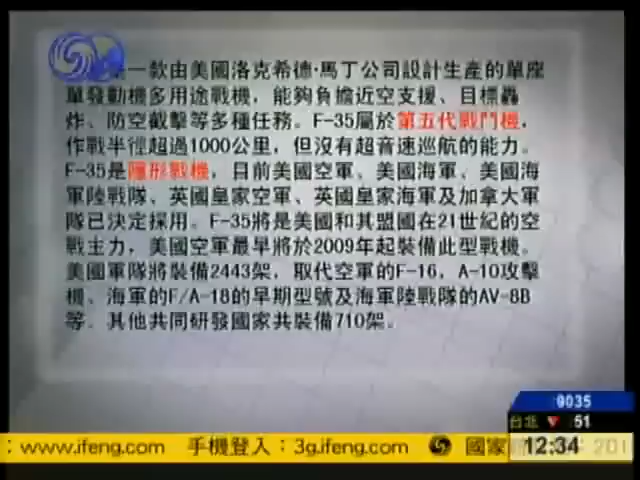 一款由美國洛克希德·馬丁公司設計生產的單座
單發動機多用途戰機，能夠負擔近空支援、目標轟
炸、防空截擊等多種任務。F-35屬於第五代戰鬥機，
作戰半徑超過1000公里，但沒有超音速巡航的能力。
F-35是隱形戰機，目前美國空軍、美國海軍、美國海
軍陸戰隊、英國皇家空軍、英國皇家海軍及加拿大軍
隊已決定採用。F-35將是美國和其盟國在21世紀的空
戰主力，美國空軍最早將於2009年起裝備此型戰機。
美國軍隊將裝備2443架，取代空軍的F-16，A-10攻擊
機、海軍的F/A-18的早期型號及海軍陸戰隊的AV-8B
等．其他共同研發國家共裝備710架。
0035
台北 ▼ 51
：www.ifeng.com 手機登入：3g.ifeng.com 國家
12:34